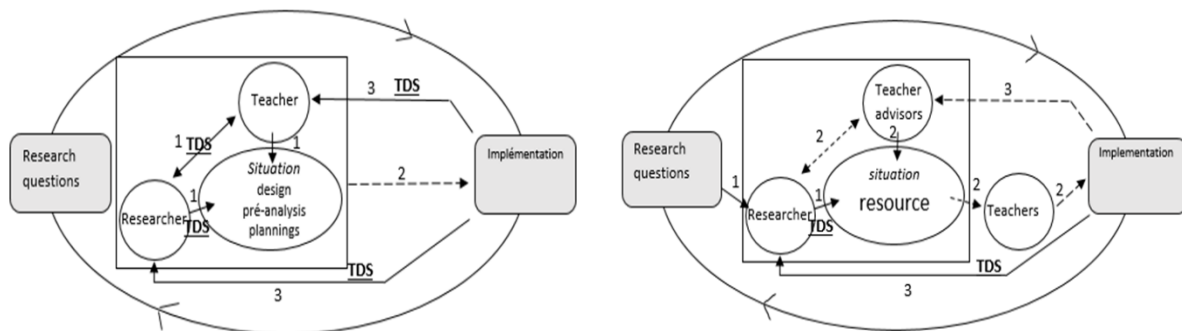 3 TDS
Teacher
1 TDS
1
Research
questions
Implémentation
Situation
design
pré-analysis
plannings
2
Researcher
1
TDS
TDS
3
3
Teacher
advisors
2
2
Research
questions
Implementation
situation
resource
1
Researcher
1
TDS
2
Teachers
2
TDS
3